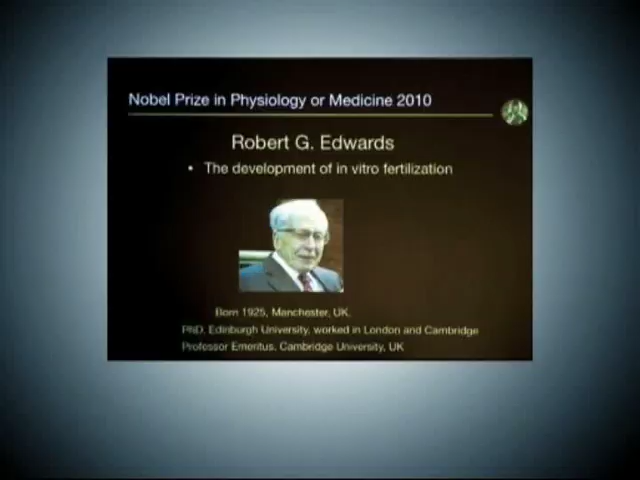 Nobel Prize in Physiology or Medicine 2010
Robert G. Edwards
• The development of in vitro fertilization
Born 1925, Manchester, UK.
PhD. Edinburgh University, worked in London and Cambridge
Professor Emeritus, Cambridge University, UK